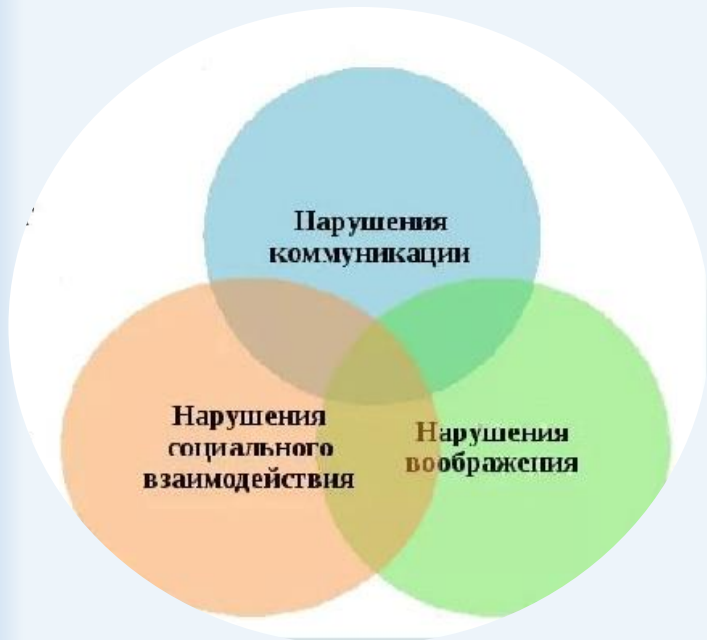 Нарушения
коммуникации
Нарушения
социального
взаимодействия
Нарушения
воображения